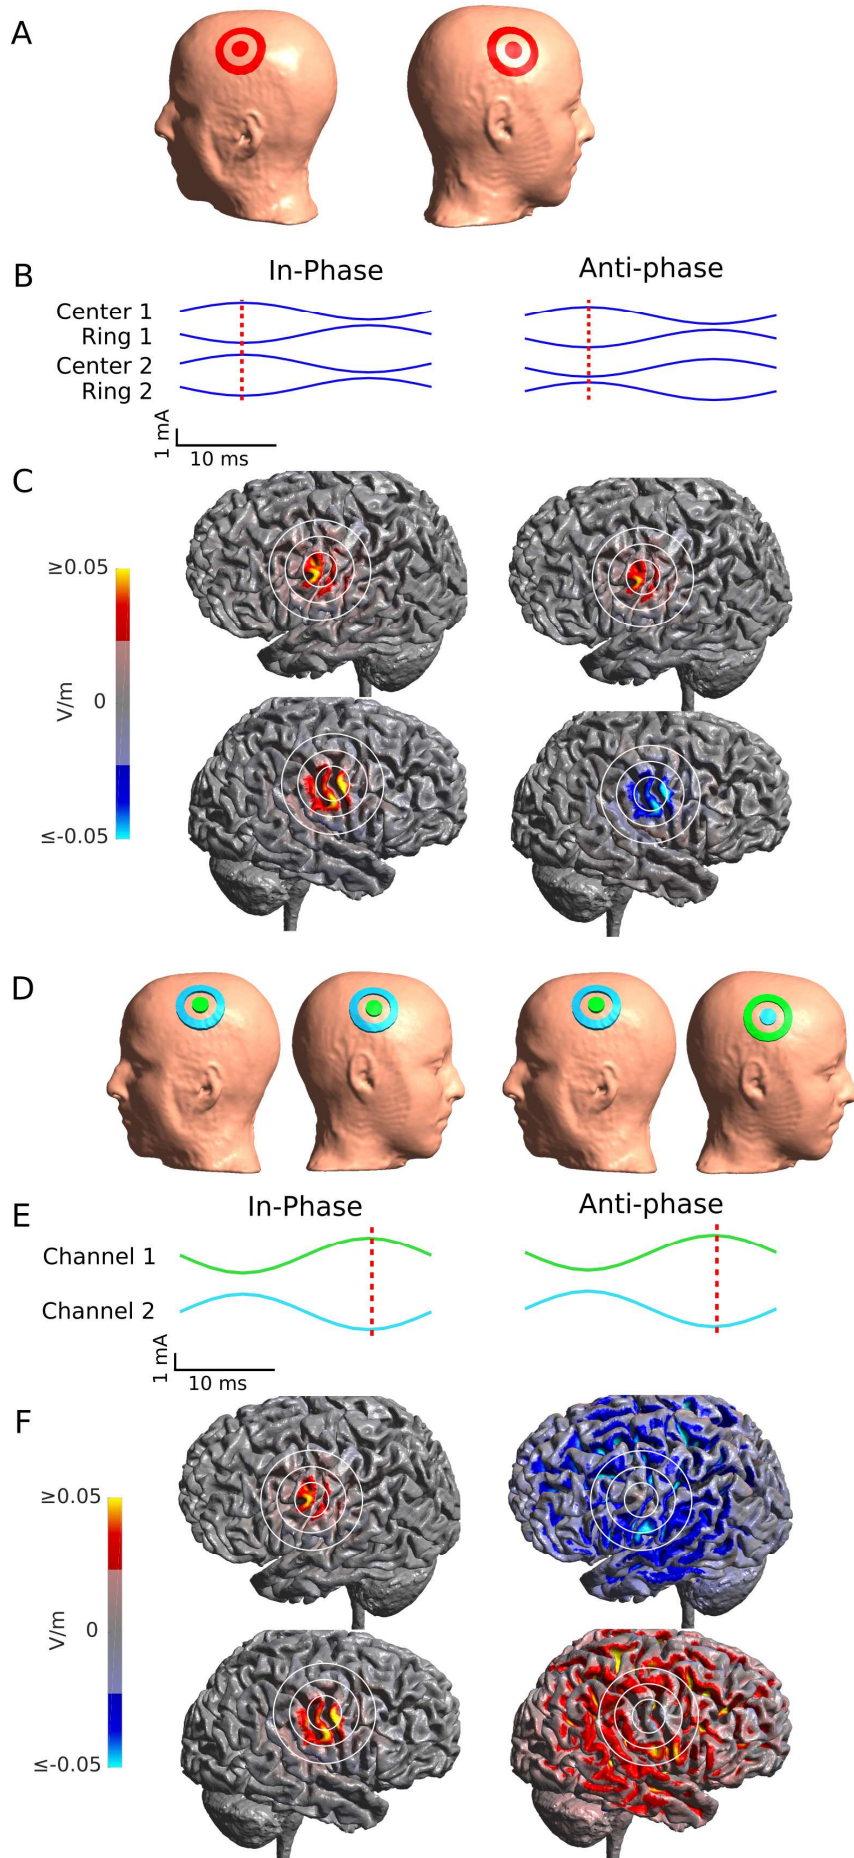 A
B
In-Phase
Anti-phase
Center 1
Ring 1
Center 2
Ring 2
1 mA
10 ms
C
≥0.05
V/m
0
≤-0.05
D
E
In-Phase
Anti-phase
Channel 1
Channel 2
1 mA
10 ms
F
≥0.05
V/m
0
≤-0.05